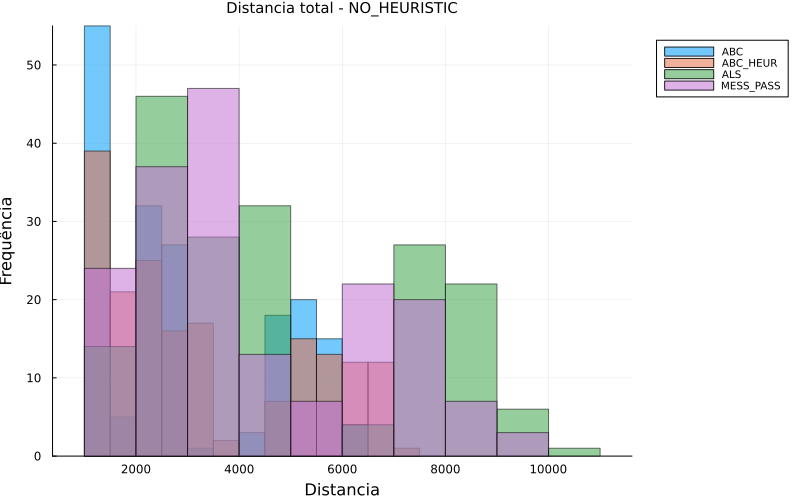 Distancia total - NO_HEURISTIC
ABC
ABC_HEUR
ALS
MESS_PASS
Frequência
50
40
30
20
10
0
2000
4000
6000
8000
10000
Distancia